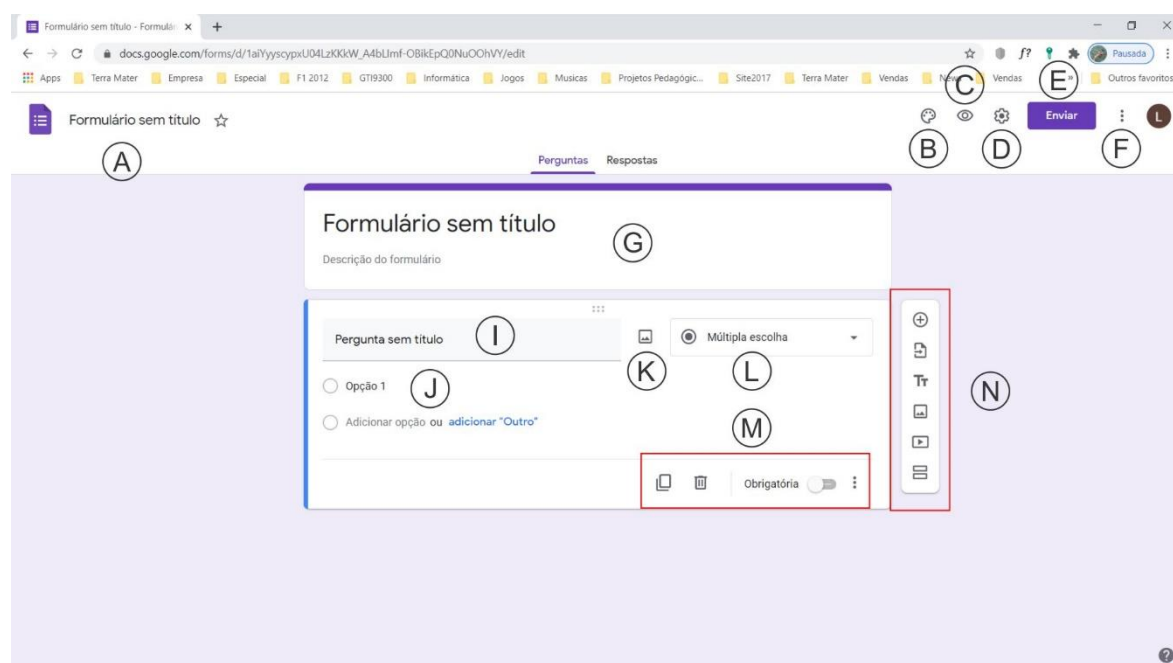 Formulário sem título - Formulár
docs.google.com/forms/d/1aiYyyscypxU04LzKKkW_A4bLImf-OBikEpQ0NuOOhVY/edit
f?
Pausada
Apps Terra Mater Empresa Especial F1 2012 GTI9300 Informática Jogos Musicas Projetos Pedagógic... Site2017 Terra Mater Vendas Vendas » Outros favoritos
C E
Formulário sem título Enviar L
A B D F
Perguntas Respostas
Formulário sem título
G
Descrição do formulário
Pergunta sem título I Múltipla escolha
K L
Opção 1 J
N
Tt
Adicionar opção ou adicionar "Outro"
M
Obrigatória